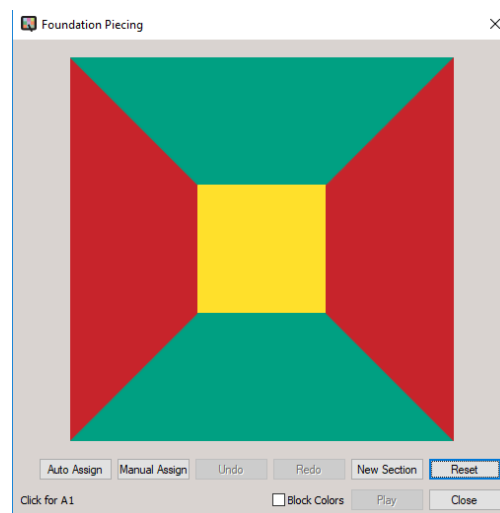 Foundation Piecing
Auto Assign Manual Assign Undo Redo New Section Reset
Click for A1 Block Colors Play Close